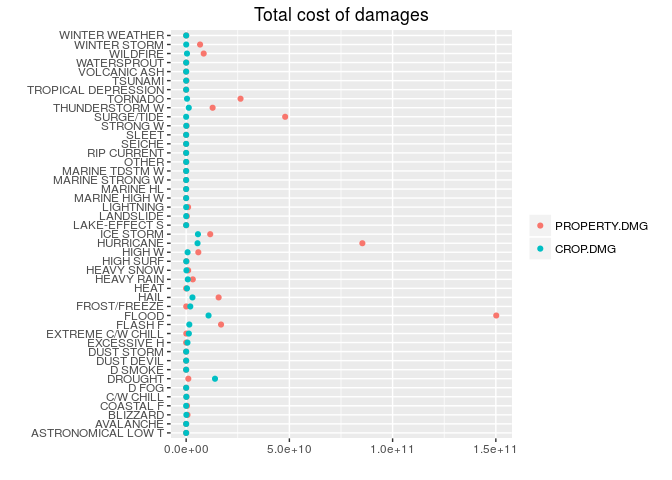 Total cost of damages
WINTER WEATHER
WINTER STORM
WILDFIRE
WATERSPROUT
VOLCANIC ASH
TSUNAMI
TROPICAL DEPRESSION
TORNADO
THUNDERSTORM W
SURGE/TIDE
STRONG W
SLEET
SEICHE
RIP CURRENT
OTHER
MARINE TDSTM W
MARINE STRONG W
MARINE HL
MARINE HIGH W
LIGHTNING
LANDSLIDE
LAKE-EFFECT S
ICE STORM
HURRICANE
HIGH W
HIGH SURF
HEAVY SNOW
HEAVY RAIN
HEAT
HAIL
FROST/FREEZE
FLOOD
FLASH F
EXTREME C/W CHILL
EXCESSIVE H
DUST STORM
DUST DEVIL
D SMOKE
DROUGHT
D FOG
C/W CHILL
COASTAL F
BLIZZARD
AVALANCHE
ASTRONOMICAL LOW T
0.0e+00 5.0e+10 1.0e+11 1.5e+11
PROPERTY.DMG
CROP.DMG